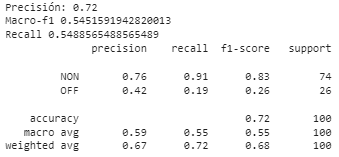 Precisión: 0.72
Macro-f1 0.5451591942820013
Recall 0.5488565488565489
precision recall f1-score support
NON 0.76 0.91 0.83 74
OFF 0.42 0.19 0.26 26
accuracy 0.72 100
macro avg 0.59 0.55 0.55 100
weighted avg 0.67 0.72 0.68 100